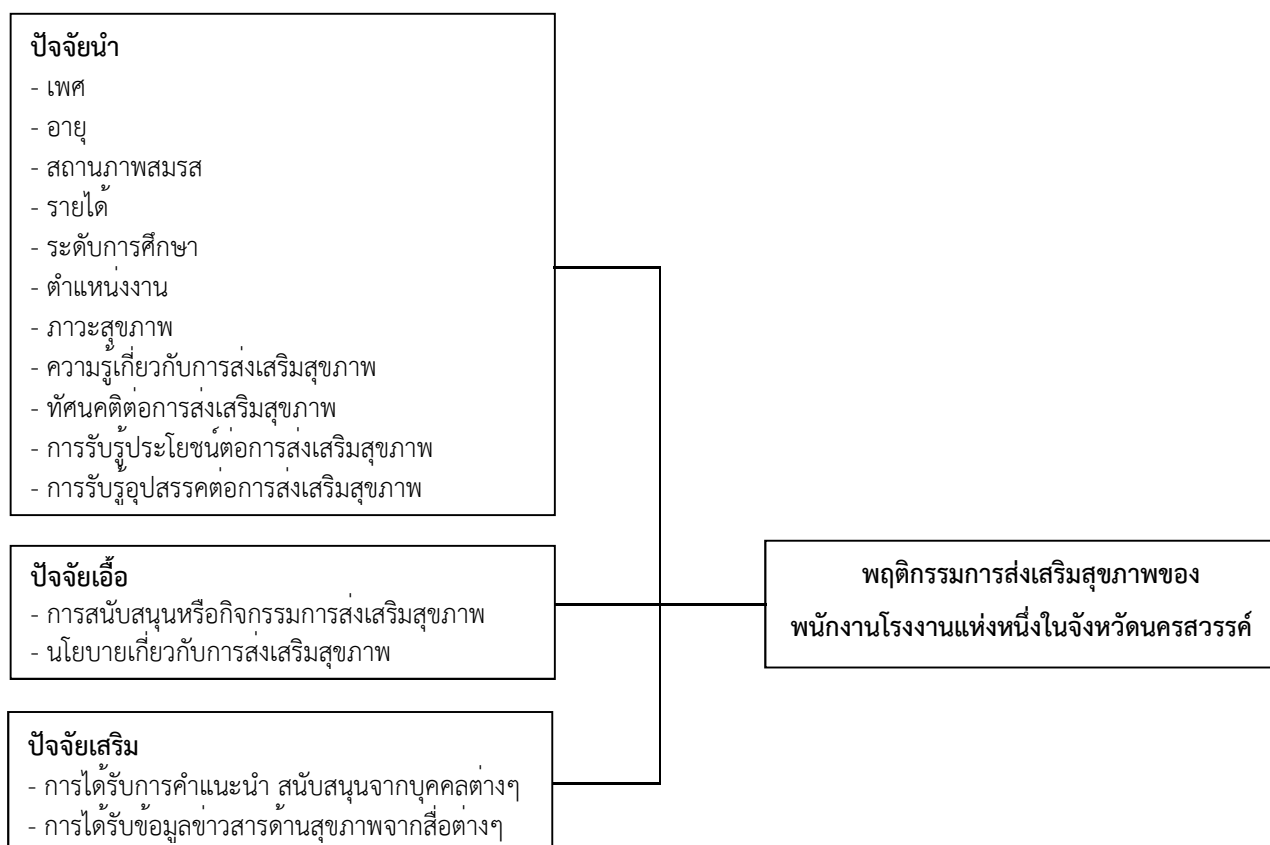 ปัจจัยนำ
- เพศ
- อายุ
- สถานภาพสมรส
- รายได้
- ระดับการศึกษา
- ตำแหน่งงาน
- ภาวะสุขภาพ
- ความรู้เกี่ยวกับการส่งเสริมสุขภาพ
- ทัศนคติต่อการส่งเสริมสุขภาพ
- การรับรู้ประโยชน์ต่อการส่งเสริมสุขภาพ
- การรับรู้อุปสรรคต่อการส่งเสริมสุขภาพ
ปัจจัยเอื้อ
- การสนับสนุนหรือกิจกรรมการส่งเสริมสุขภาพ
- นโยบายเกี่ยวกับการส่งเสริมสุขภาพ
ปัจจัยเสริม
- การได้รับการคำแนะนำ สนับสนุนจากบุคคลต่างๆ
- การได้รับข้อมูลข่าวสารด้านสุขภาพจากสื่อต่างๆ
พฤติกรรมการส่งเสริมสุขภาพของ
พนักงานโรงงานแห่งหนึ่งในจังหวัดนครสวรรค์